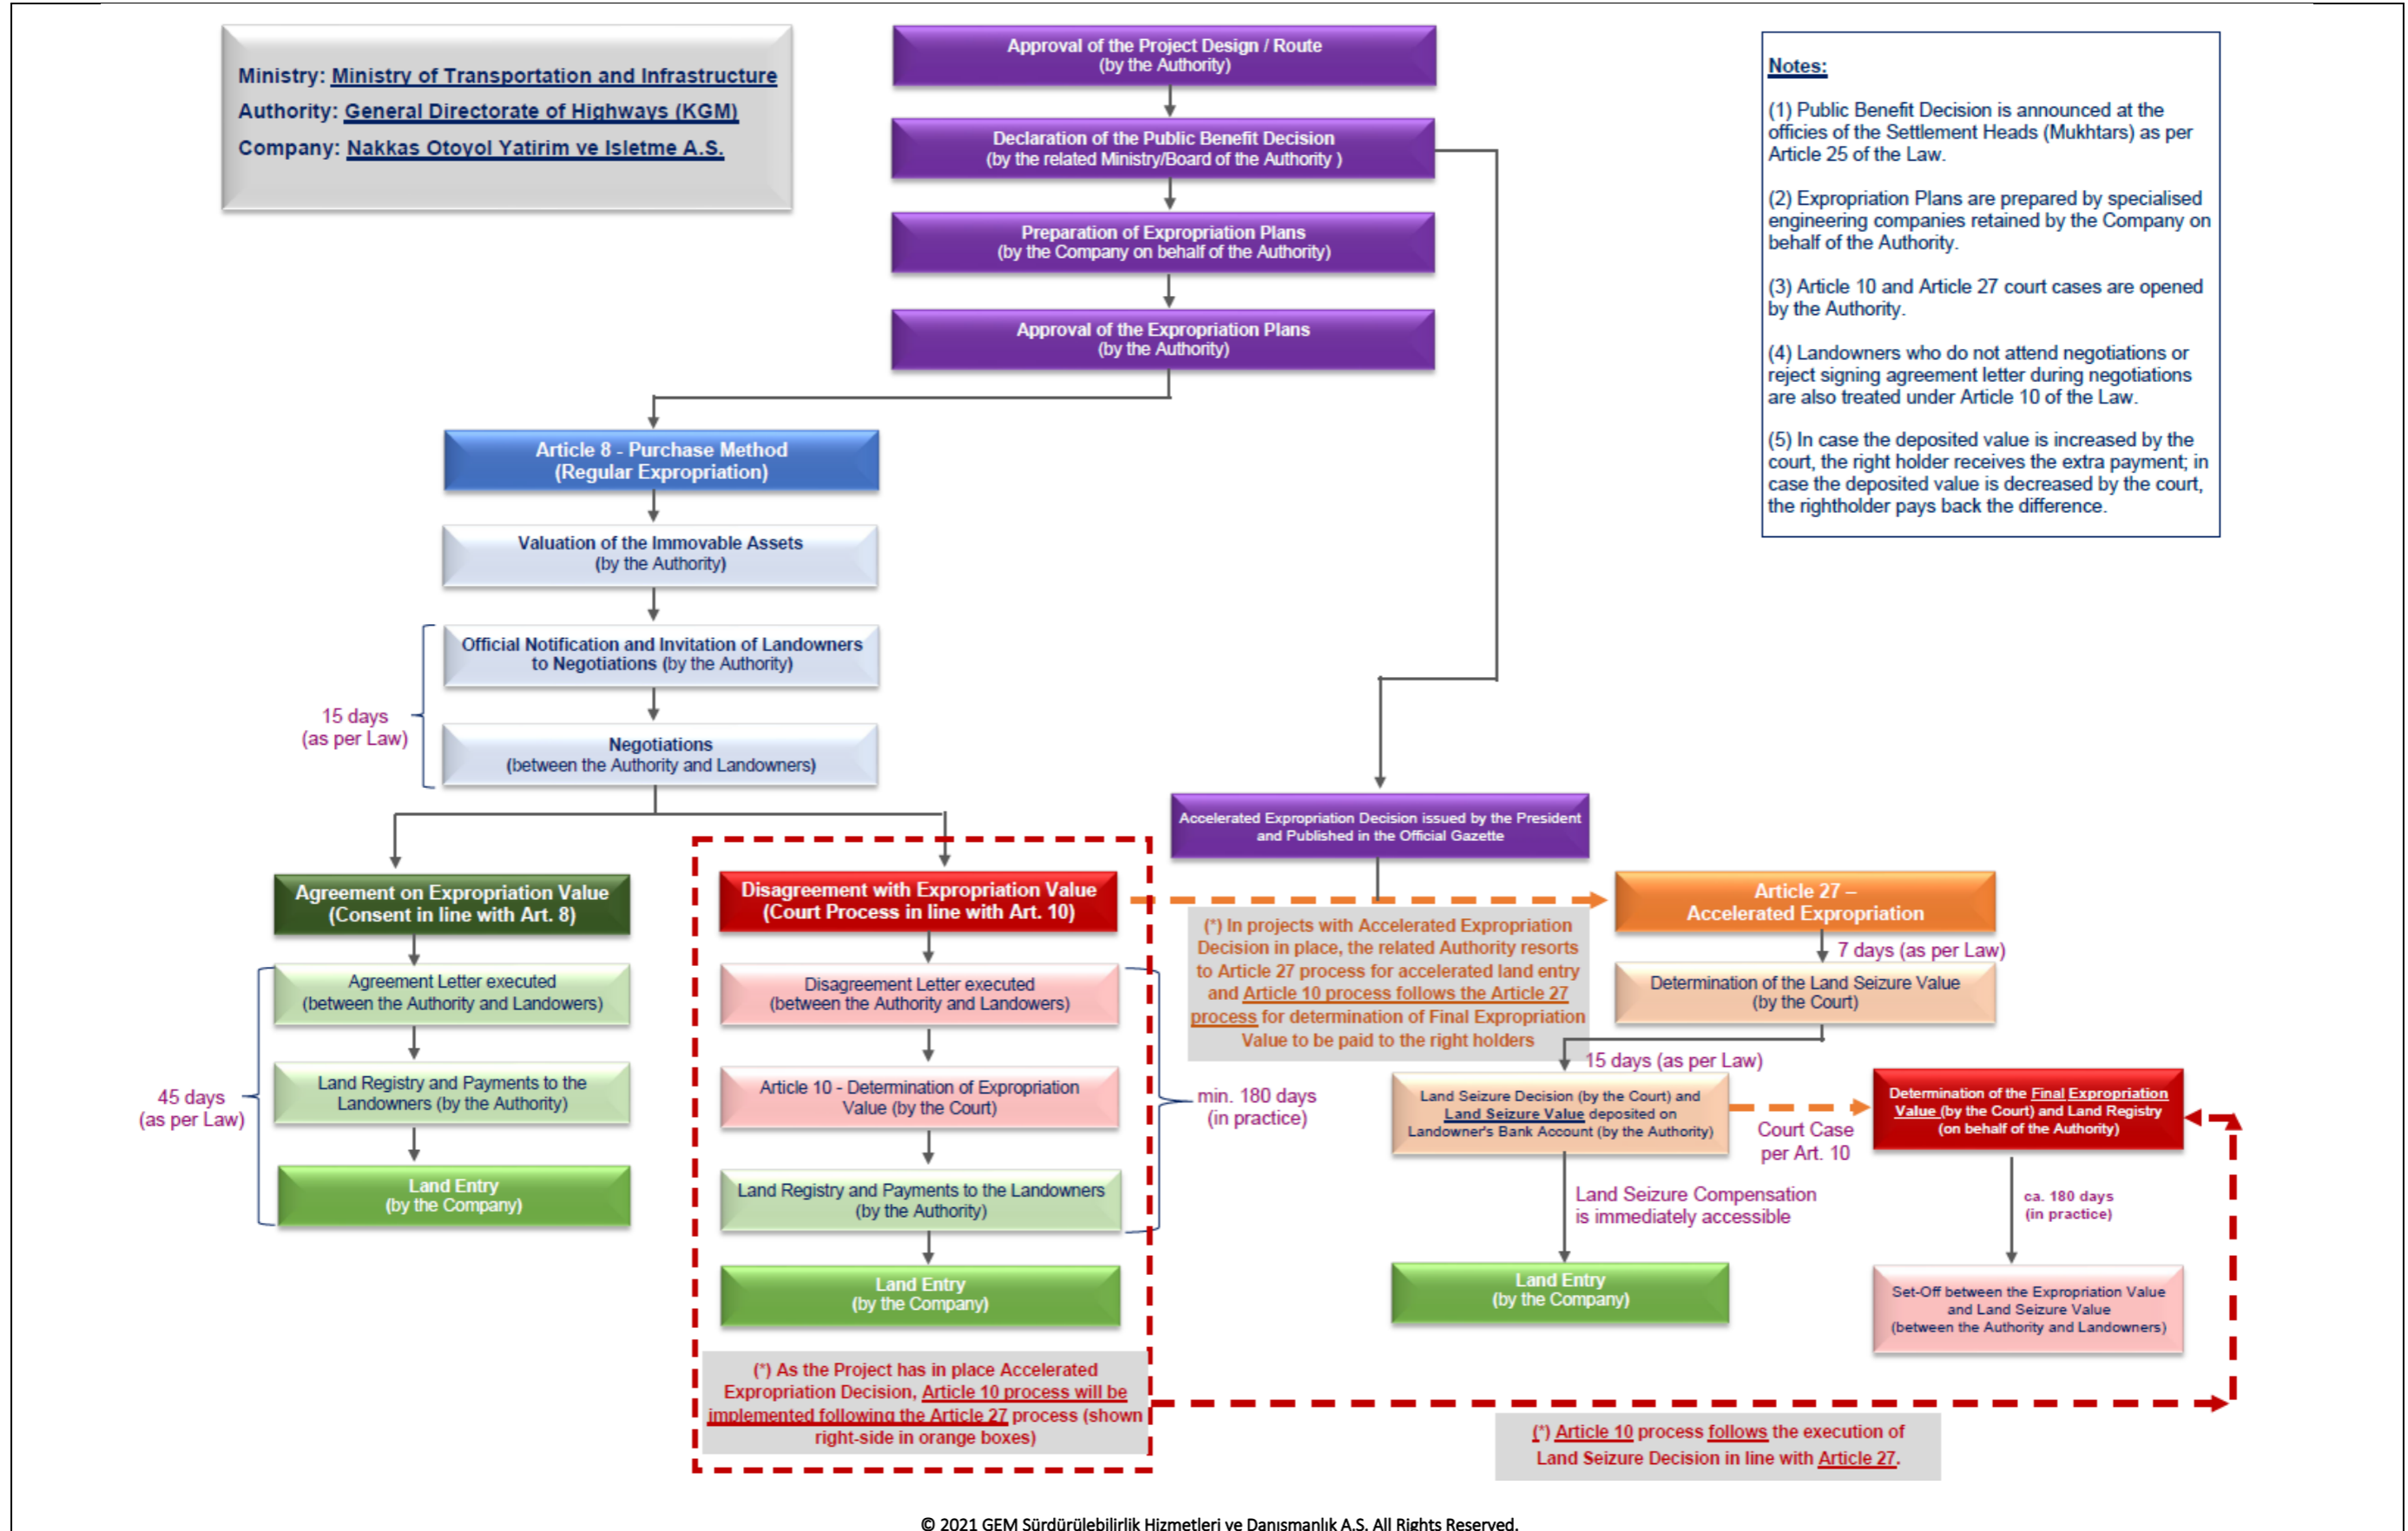 Ministry: Ministry of Transportation and Infrastructure
Authority: General Directorate of Highways (KGM)
Company: Nakkas Otoyol Yatirim ve Isletme A.S.
Approval of the Project Design / Route
(by the Authority)
Declaration of the Public Benefit Decision
(by the related Ministry/Board of the Authority )
Preparation of Expropriation Plans
(by the Company on behalf of the Authority)
Approval of the Expropriation Plans
(by the Authority)
Notes:
(1) Public Benefit Decision is announced at the
officies of the Settlement Heads (Mukhtars) as per
Article 25 of the Law.
(2) Expropriation Plans are prepared by specialised
engineering companies retained by the Company on
behalf of the Authority.
(3) Article 10 and Article 27 court cases are opened
by the Authority.
(4) Landowners who do not attend negotiations or
reject signing agreement letter during negotiations
are also treated under Article 10 of the Law.
(5) In case the deposited value is increased by the
court, the right holder receives the extra payment; in
case the deposited value is decreased by the court,
the rightholder pays back the difference.
Article 8 - Purchase Method
(Regular Expropriation)
Valuation of the Immovable Assets
(by the Authority)
Official Notification and Invitation of Landowners
to Negotiations (by the Authority)
15 days
(as per Law)
Negotiations
(between the Authority and Landowners)
Accelerated Expropriation Decision issued by the President
and Published in the Official Gazette
Agreement on Expropriation Value
(Consent in line with Art. 8)
Agreement Letter executed
(between the Authority and Landowers)
45 days
(as per Law)
Land Registry and Payments to the
Landowners (by the Authority)
Land Entry
(by the Company)
Disagreement with Expropriation Value
(Court Process in line with Art. 10)
Disagreement Letter executed
(between the Authority and Landowers)
Article 10 - Determination of Expropriation
Value (by the Court)
min. 180 days
(in practice)
Land Registry and Payments to the Landowners
(by the Authority)
Land Entry
(by the Company)
(*) As the Project has in place Accelerated
Expropriation Decision, Article 10 process will be
implemented following the Article 27 process (shown
right-side in orange boxes)
(*) In projects with Accelerated Expropriation
Decision in place, the related Authority resorts
to Article 27 process for accelerated land entry
and Article 10 process follows the Article 27
process for determination of Final Expropriation
Value to be paid to the right holders
Article 27 –
Accelerated Expropriation
7 days (as per Law)
Determination of the Land Seizure Value
(by the Court)
15 days (as per Law)
Land Seizure Decision (by the Court) and
Land Seizure Value deposited on
Landowner's Bank Account (by the Authority)
Court Case
per Art. 10
Determination of the Final Expropriation
Value (by the Court) and Land Registry
(on behalf of the Authority)
Land Seizure Compensation
is immediately accessible
ca. 180 days
(in practice)
Land Entry
(by the Company)
Set-Off between the Expropriation Value
and Land Seizure Value
(between the Authority and Landowners)
(*) Article 10 process follows the execution of
Land Seizure Decision in line with Article 27.
© 2021 GEM Sürdürülebilirlik Hizmetleri ve Danışmanlık A.S. All Rights Reserved.